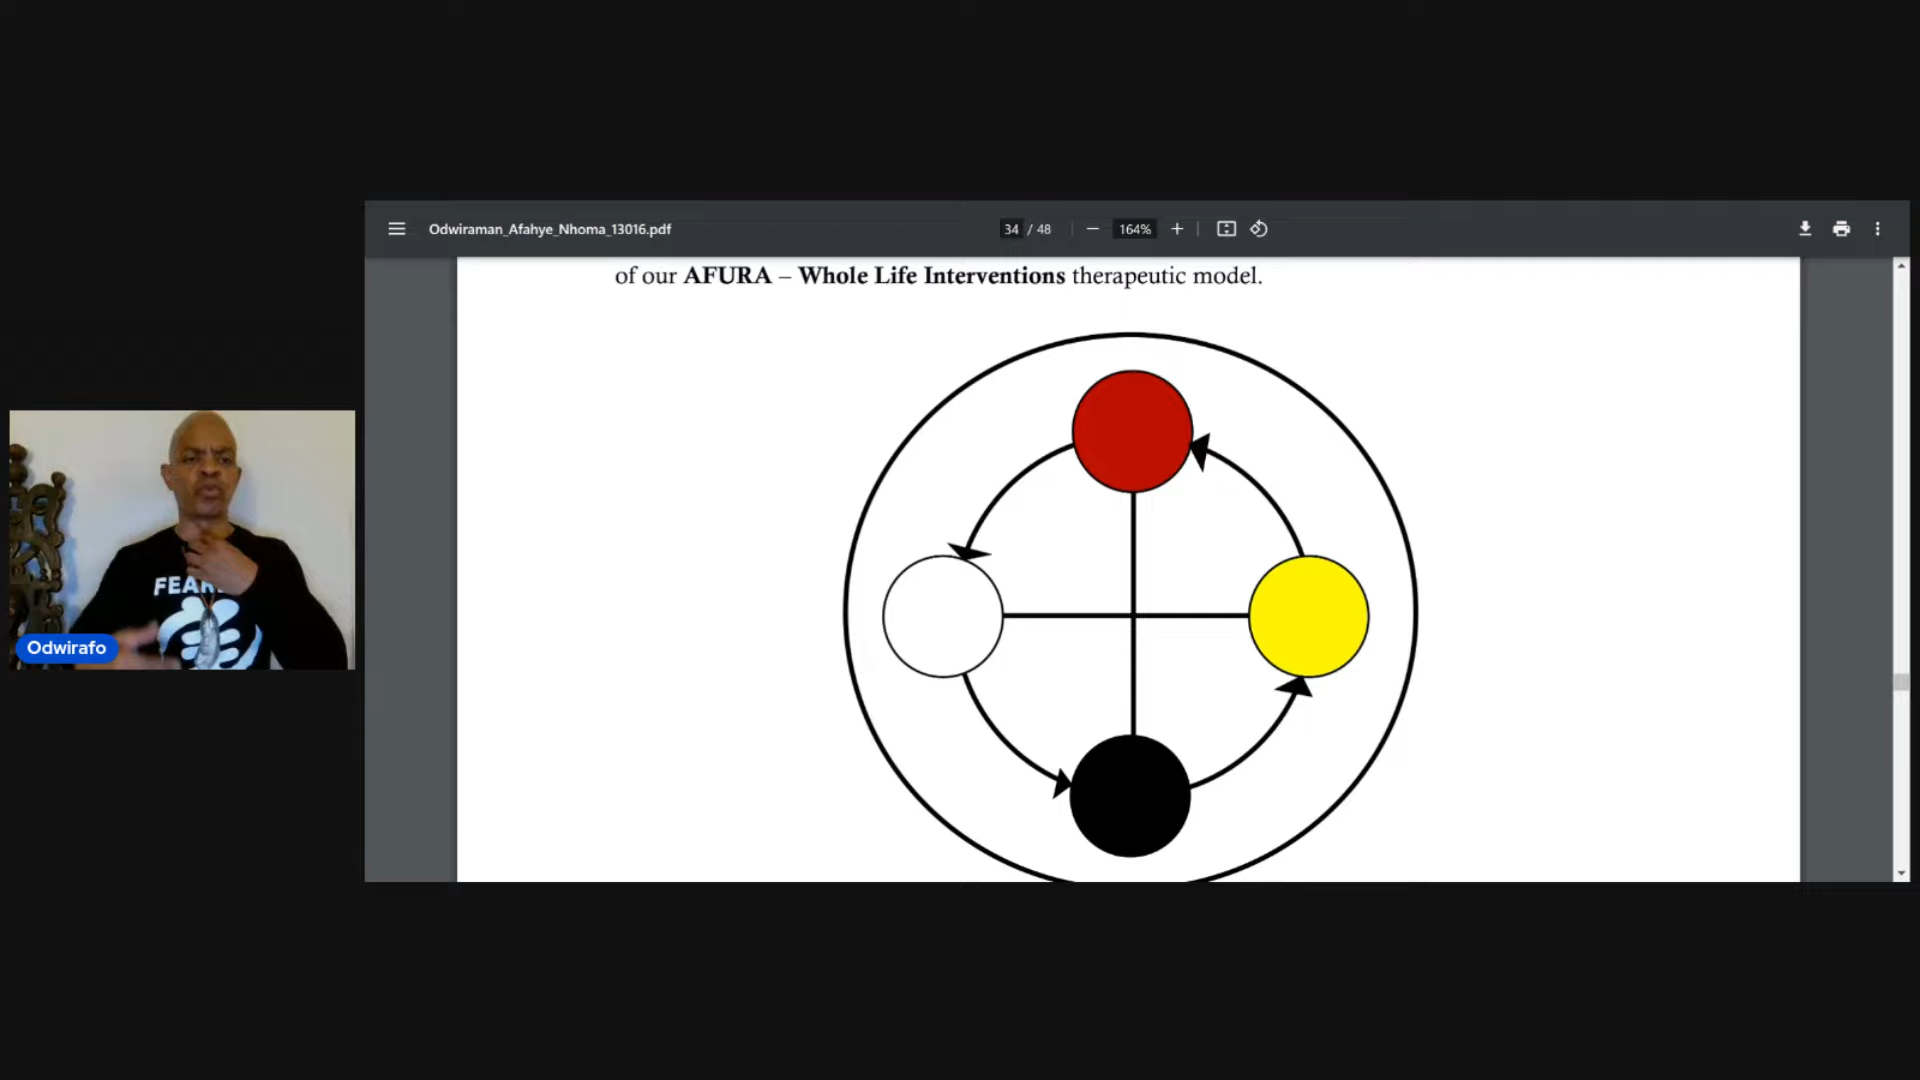 Odwiraman_Afahye_Nhoma_13016.pdf
34 / 48
164%
of our AFURA – Whole Life Interventions therapeutic model.
Odwirafo